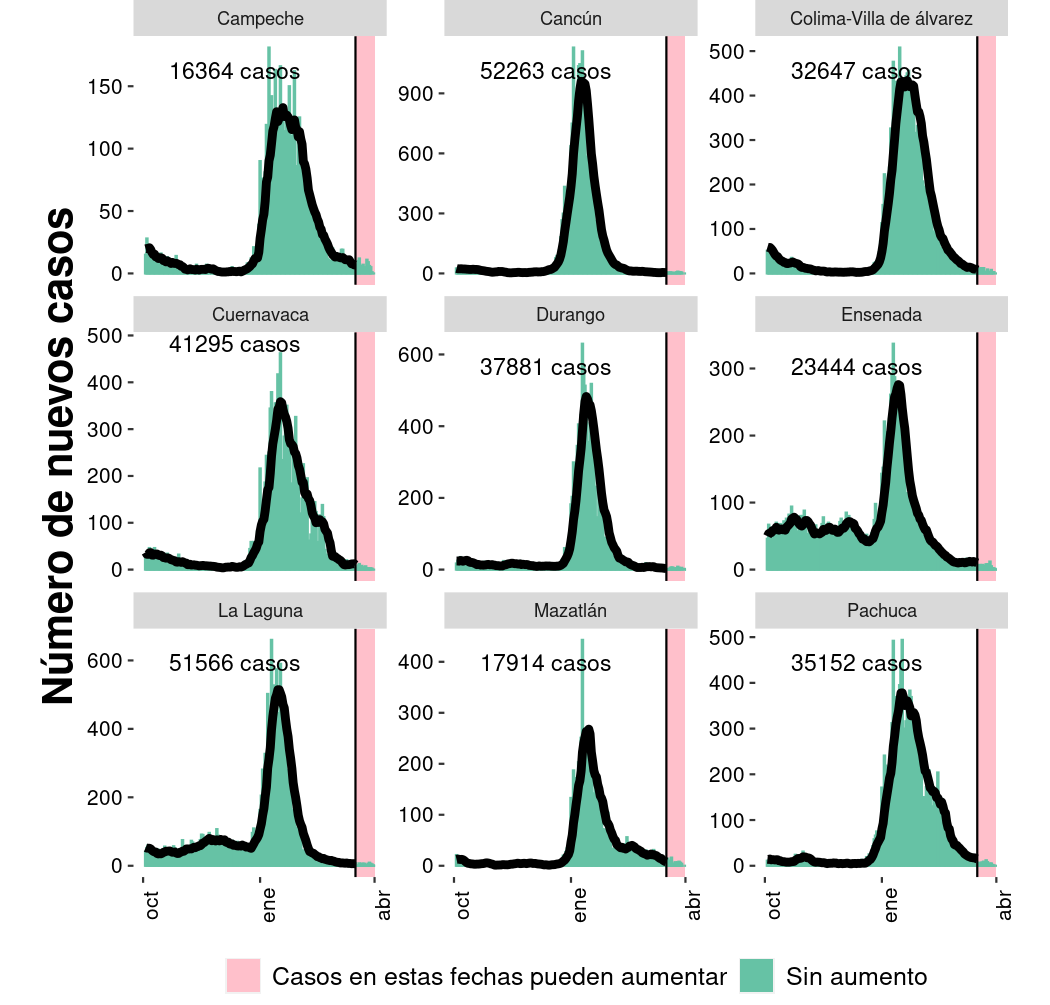 Campeche
Cancún
Colima-Villa de álvarez
16364 casos
52263 casos
32647 casos
150
100
50
0
900
600
300
0
500
400
300
200
100
0
Cuernavaca
Durango
Ensenada
41295 casos
37881 casos
23444 casos
500
400
300
200
100
0
600
400
200
0
300
200
100
0
La Laguna
Mazatlán
Pachuca
51566 casos
17914 casos
35152 casos
600
400
200
0
400
300
200
100
0
500
400
300
200
100
0
oct
ene
abr
oct
ene
abr
oct
ene
abr
Número de nuevos casos
Casos en estas fechas pueden aumentar
Sin aumento